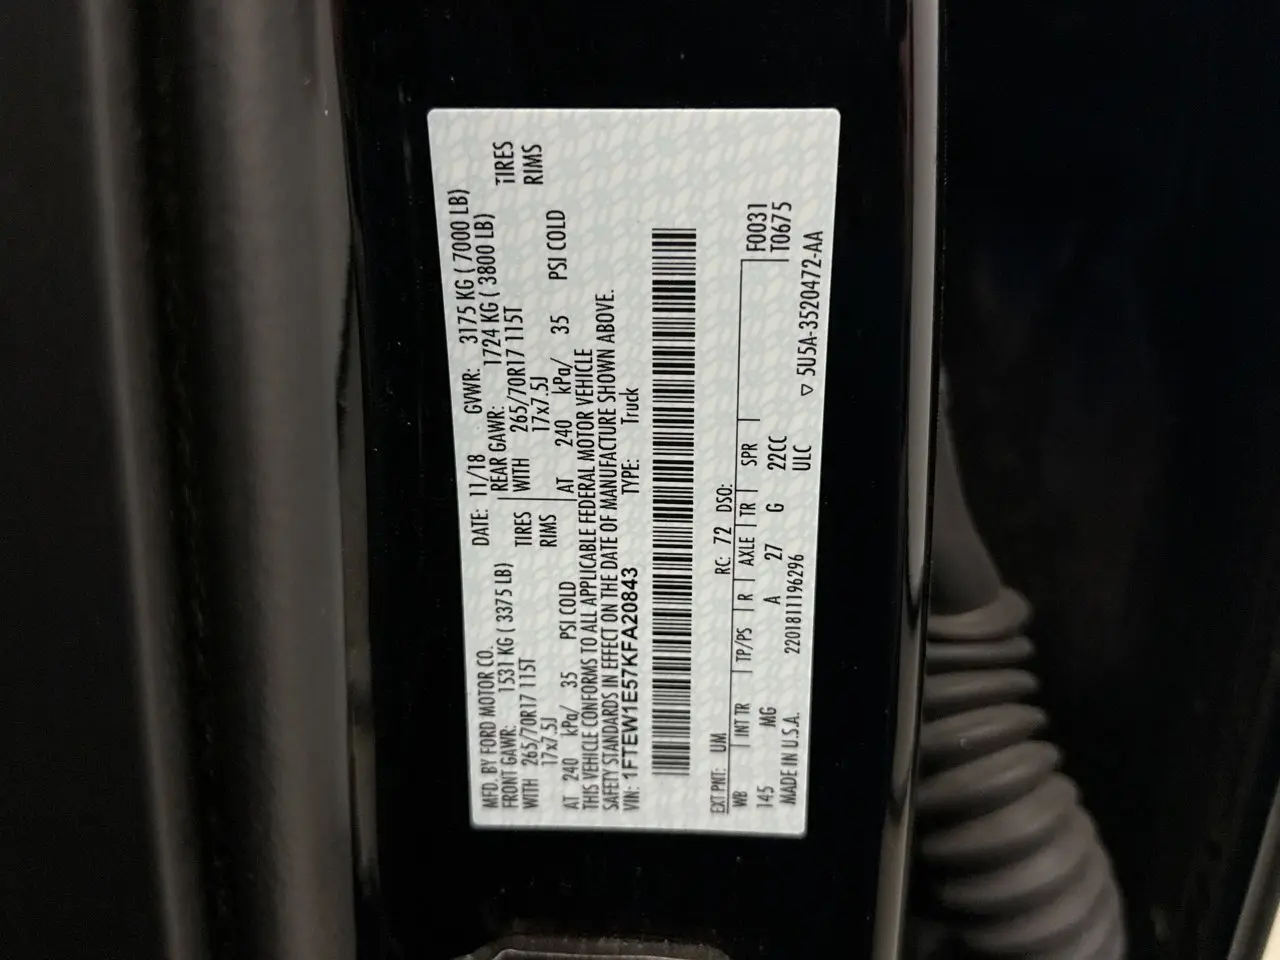 MFD. BY FORD MOTOR CO. DATE: 11/18 GVWR: 3175 KG ( 7000 LB)
FRONT GAWR: 1531 KG ( 3375 LB) REAR GAWR: 1724 KG ( 3800 LB)
WITH 265/70R17 115T TIRES WITH 265/70R17 115T TIRES
17x7.5J RIMS 17x7.5J RIMS
AT 240 kPa/ 35 PSI COLD AT 240 kPa/ 35 PSI COLD
THIS VEHICLE CONFORMS TO ALL APPLICABLE FEDERAL MOTOR VEHICLE
SAFETY STANDARDS IN EFFECT ON THE DATE OF MANUFACTURE SHOWN ABOVE.
VIN: 1FTEW1E57KFA20843 TYPE: Truck
EXT PNT: UM RC: 72 DSO:
WB INT TR TP/PS R AXLE TR SPR F0031
145 MG A 27 G 22CC T0675
MADE IN U.S.A. 220181196296 ULC ▽ 5U5A-3520472-AA